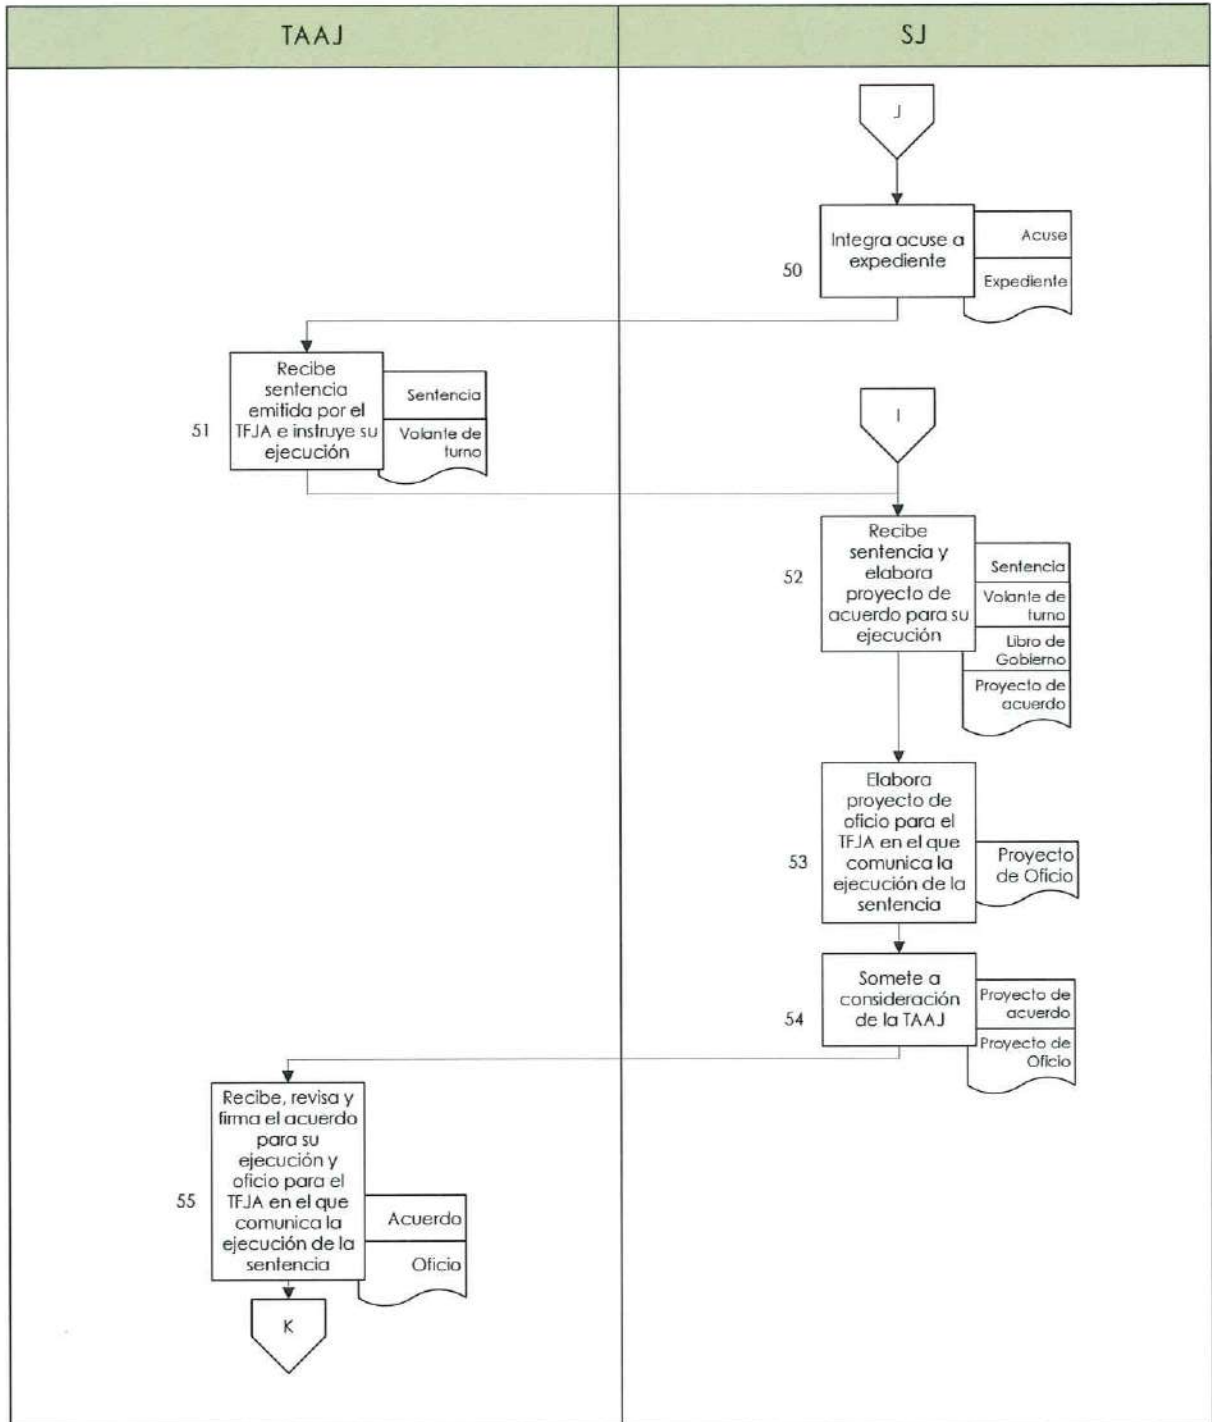 TAAJ
SJ
J
Integra acuse a
expediente
50
Acuse
Expediente
Recibe
sentencia
emitida por el
TFJA e instruye su
ejecución
51
Sentencia
Volante de
turno
I
Recibe
sentencia y
elabora
proyecto de
acuerdo para su
ejecución
52
Sentencia
Volante de
turno
Libro de
Gobierno
Proyecto de
acuerdo
Elabora
proyecto de
oficio para el
TFJA en el que
comunica la
ejecución de la
sentencia
53
Proyecto
de Oficio
Somete a
consideración
de la TAAJ
54
Proyecto de
acuerdo
Proyecto de
Oficio
Recibe, revisa y
firma el acuerdo
para su
ejecución y
oficio para el
TFJA en el que
comunica la
ejecución de la
sentencia
55
Acuerdo
Oficio
K